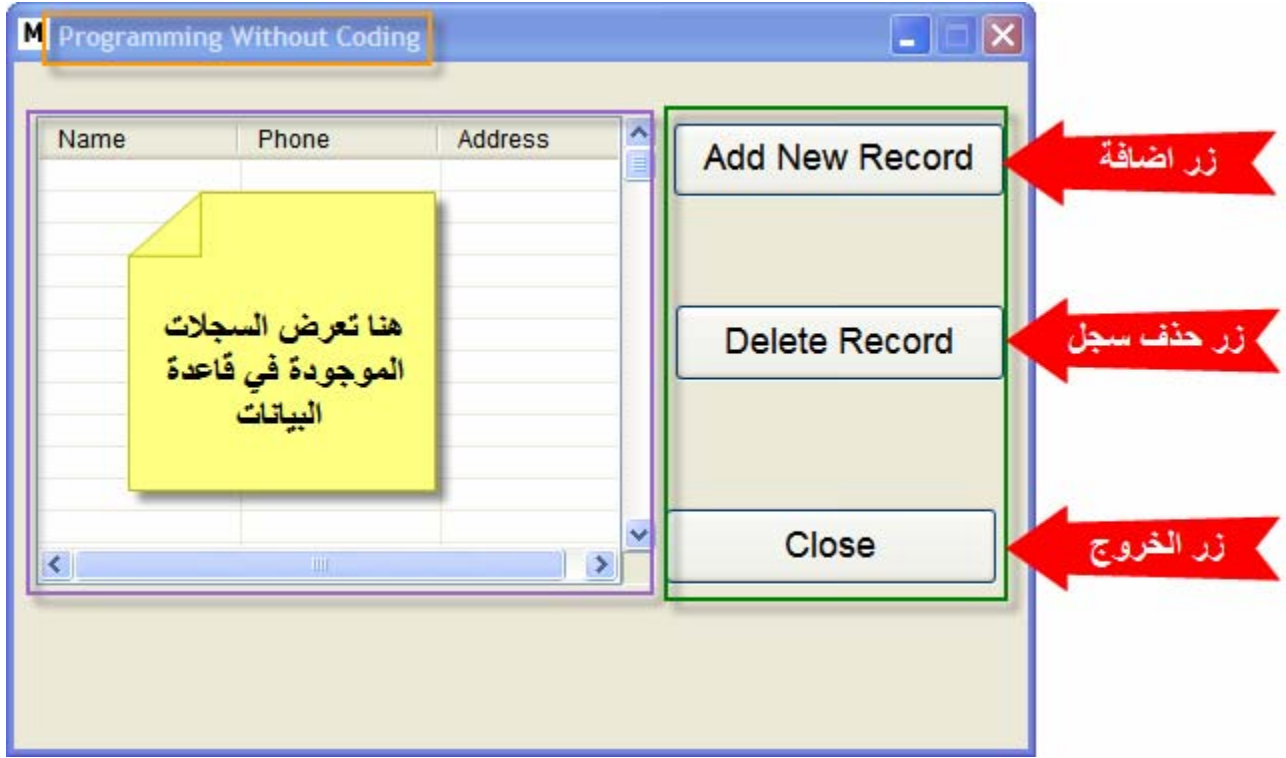 M Programming Without Coding
Name Phone Address
Add New Record
زر اضافة
هنا تعرض السجلات
الموجودة في قاعدة
البيانات
Delete Record
زر حذف سجل
Close
زر الخروج